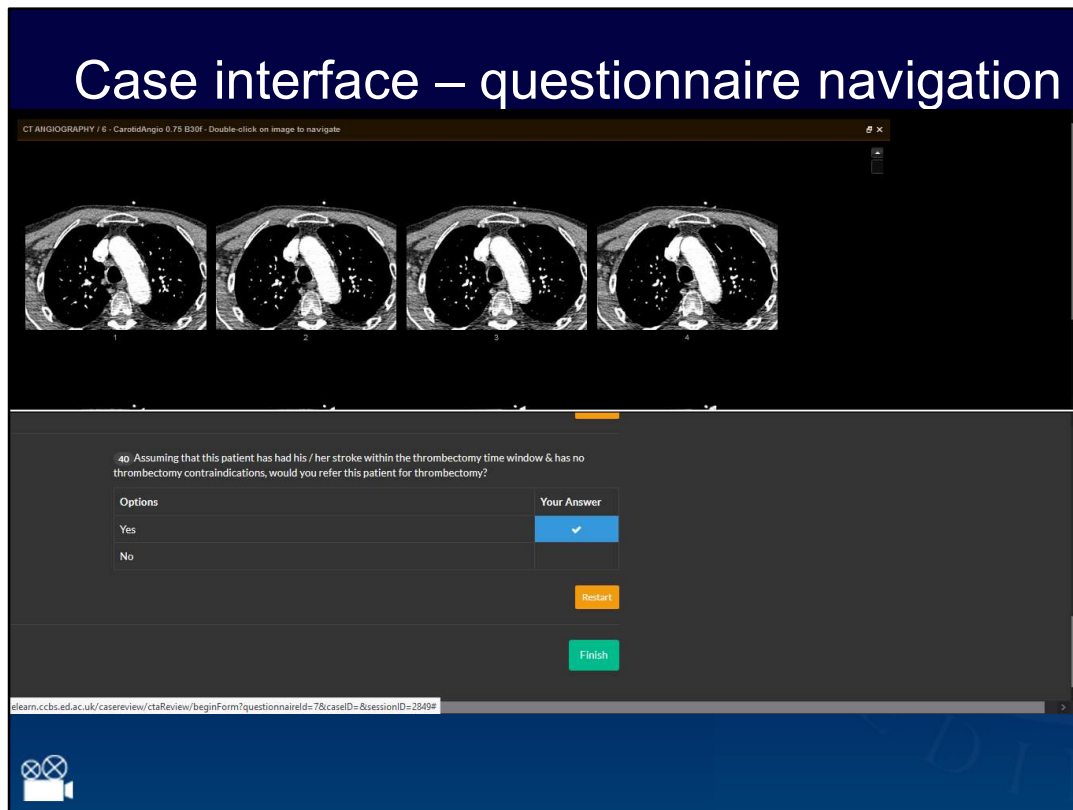 Case interface – questionnaire navigation
CT ANGIOGRAPHY / 6 - CarotidAngio 0.75 B30f - Double-click on image to navigate
1 2 3 4
40 Assuming that this patient has had his / her stroke within the thrombectomy time window & has no
thrombectomy contraindications, would you refer this patient for thrombectomy?
Options Your Answer
Yes
No
Restart
Finish
elearn.ccbs.ed.ac.uk/casereview/ctaReview/beginForm?questionnaireId=7&caseID=&sessionID=2849#